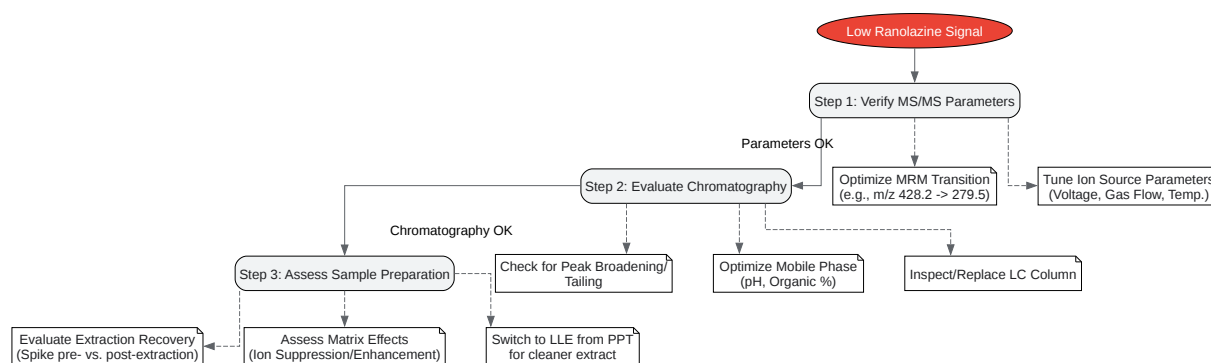 Low Ranolazine Signal
Step 1: Verify MS/MS Parameters
Parameters OK
Optimize MRM Transition
(e.g., m/z 428.2 -> 279.5)
Tune Ion Source Parameters
(Voltage, Gas Flow, Temp.)
Step 2: Evaluate Chromatography
Chromatography OK
Check for Peak Broadening/
Tailing
Optimize Mobile Phase
(pH, Organic %)
Inspect/Replace LC Column
Step 3: Assess Sample Preparation
Evaluate Extraction Recovery
(Spike pre- vs. post-extraction)
Assess Matrix Effects
(Ion Suppression/Enhancement)
Switch to LLE from PPT
for cleaner extract